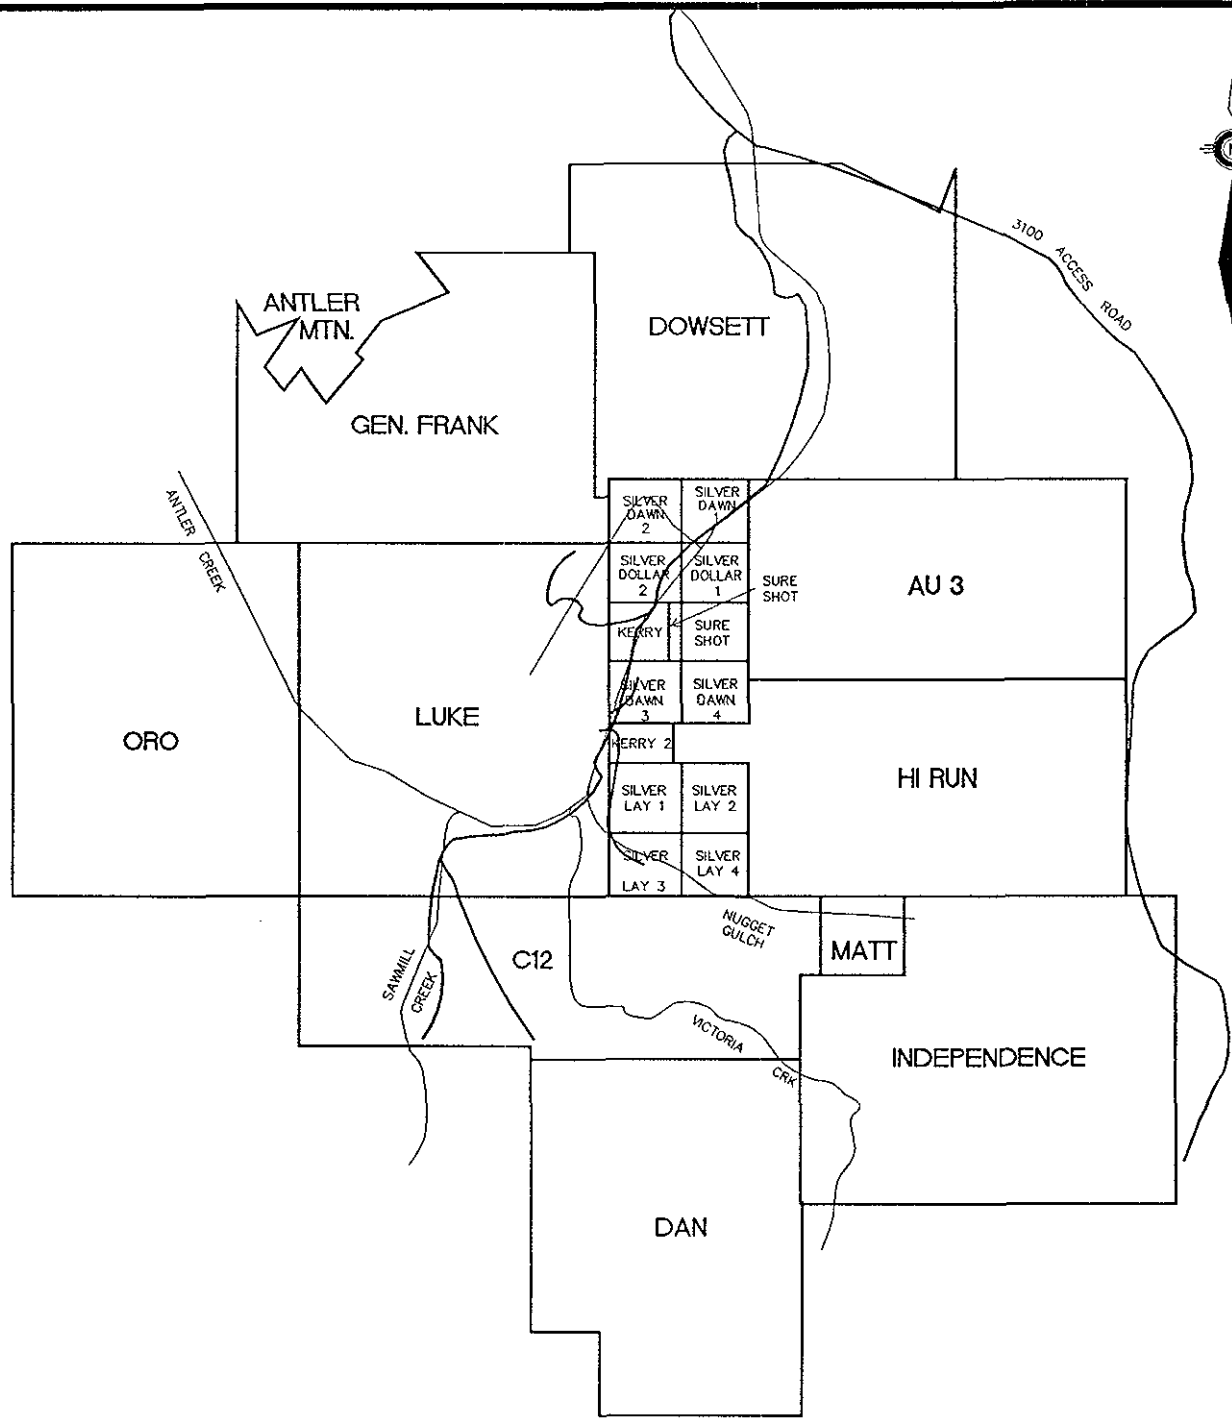 3100 ACCESS ROAD
ANTLER
MTN.
DOWSETT
GEN. FRANK
ANTLER CREEK
SILVER
DAWN
2
SILVER
DAWN
1
SILVER
DOLLAR
2
SILVER
DOLLAR
1
SURE
SHOT
AU 3
KERRY
SURE
SHOT
SILVER
DAWN
3
SILVER
DAWN
4
LUKE
ORO
KERRY 2
HI RUN
SILVER
LAY 1
SILVER
LAY 2
SILVER
LAY 3
SILVER
LAY 4
NUGGET
GULCH
MATT
C12
SAWMILL
CREEK
VICTORIA
CRK
INDEPENDENCE
DAN